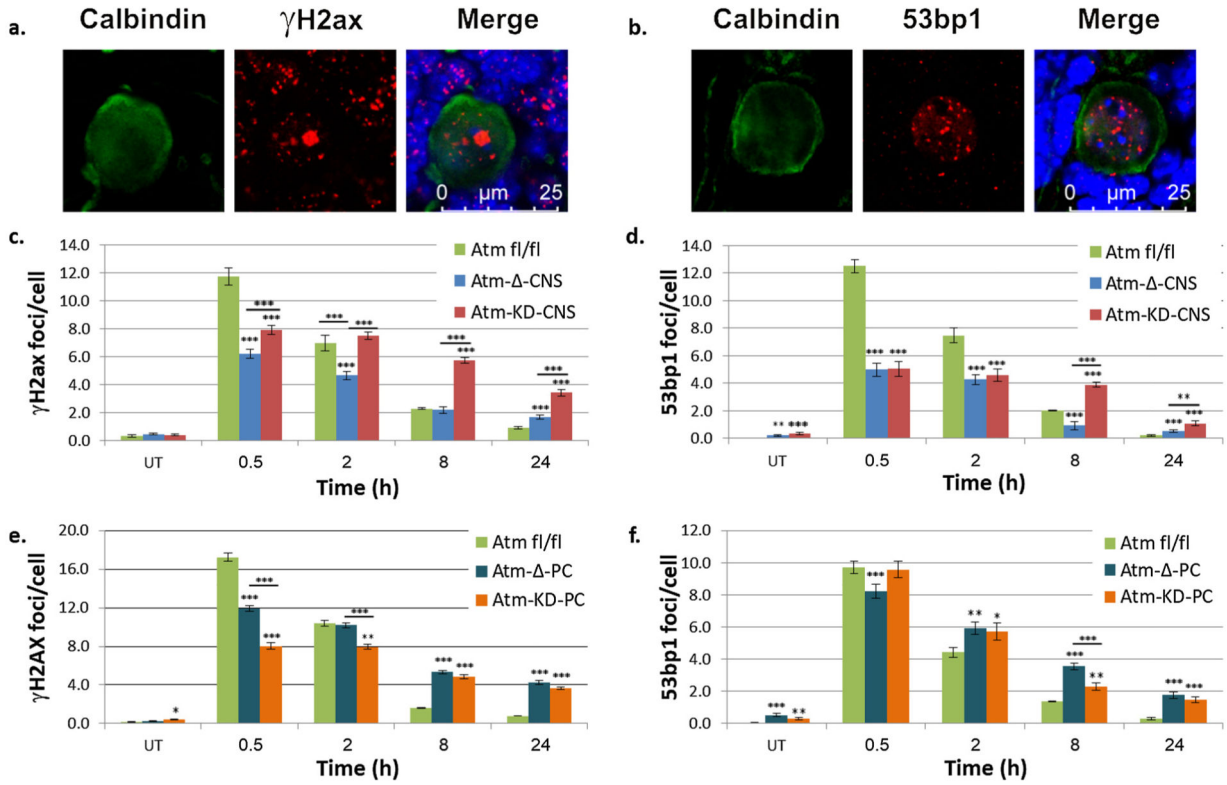 a. Calbindin γH2ax Merge
0 µm 25
b. Calbindin 53bp1 Merge
0 µm 25
c.
γH2ax foci/cell
14.0
12.0
10.0
8.0
6.0
4.0
2.0
0.0
Atm fl/fl
Atm-Δ-CNS
Atm-KD-CNS
*** *** ***
*** *** ***
*** ***
*** *** ***
UT 0.5 2 8 24
Time (h)
d.
53bp1 foci/cell
14.0
12.0
10.0
8.0
6.0
4.0
2.0
0.0
Atm fl/fl
Atm-Δ-CNS
Atm-KD-CNS
** ***
*** ***
*** ***
*** *** ***
** *** ***
UT 0.5 2 8 24
Time (h)
e.
γH2AX foci/cell
20.0
16.0
12.0
8.0
4.0
0.0
Atm fl/fl
Atm-Δ-PC
Atm-KD-PC
*
*** *** ***
*** **
*** ***
*** ***
UT 0.5 2 8 24
Time (h)
f.
53bp1 foci/cell
12.0
10.0
8.0
6.0
4.0
2.0
0.0
Atm fl/fl
Atm-Δ-PC
Atm-KD-PC
*** **
***
** *
*** *** **
*** ***
UT 0.5 2 8 24
Time (h)